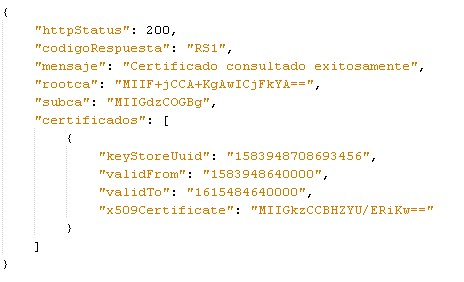 {
"httpStatus": 200,
"codigoRespuesta": "RS1",
"mensaje": "Certificado consultado exitosamente",
"rootca": "MIIF+jCCA+KgAwICjFkYA==",
"subca": "MIIGdzCOGBg",
"certificados": [
{
"keyStoreUuid": "1583948708693456",
"validFrom": "1583948640000",
"validTo": "1615484640000",
"x509Certificate": "MIIGkzCCBHZYU/ERiKw=="
}
]
}